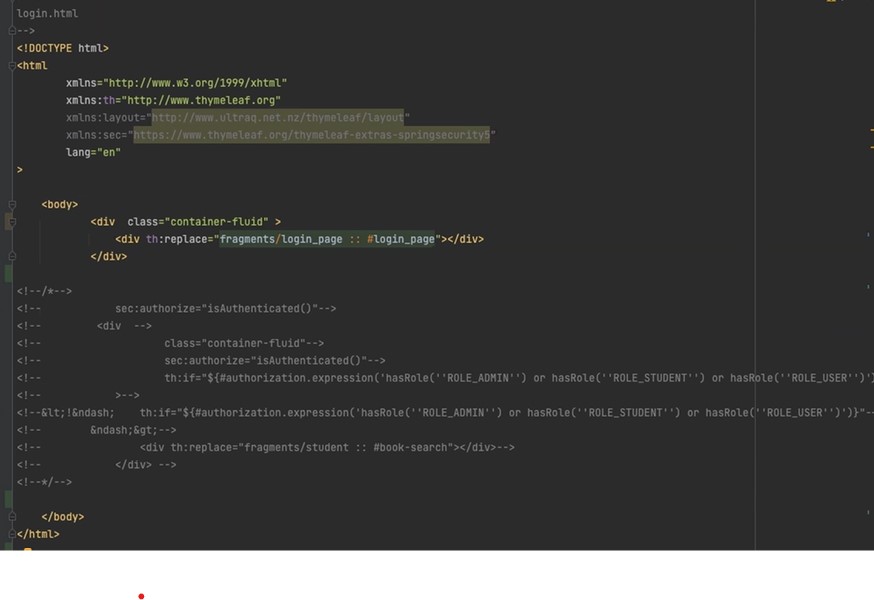 login.html
-->
<!DOCTYPE html>
<html
xmlns="http://www.w3.org/1999/xhtml"
xmlns:th="http://www.thymeleaf.org"
xmlns:layout="http://www.ultraq.net.nz/thymeleaf/layout"
xmlns:sec="https://www.thymeleaf.org/thymeleaf-extras-springsecurity5"
lang="en"
>
<body>
<div  class="container-fluid" >
<div th:replace="fragments/login_page :: #login_page"></div>
</div>
<!--/*-->
<!--            sec:authorize="isAuthenticated()"-->
<!--         <div  -->
<!--                    class="container-fluid"-->
<!--                    sec:authorize="isAuthenticated()"-->
<!--                    th:if="${#authorization.expression('hasRole(''ROLE_ADMIN'') or hasRole(''ROLE_STUDENT'') or hasRole(''ROLE_USER'')')
<!--            >-->
<!--&lt;!&ndash;    th:if="${#authorization.expression('hasRole(''ROLE_ADMIN'') or hasRole(''ROLE_STUDENT'') or hasRole(''ROLE_USER'')')}"--
<!--        &ndash;&gt;-->
<!--                <div th:replace="fragments/student :: #book-search"></div>-->
<!--            </div> -->
<!--*/-->
</body>
</html>